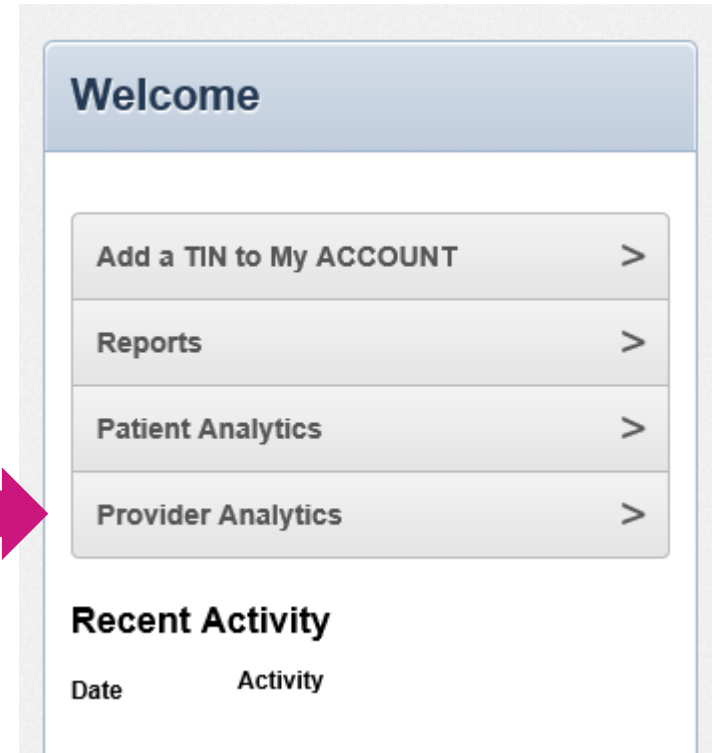 Welcome
Add a TIN to My ACCOUNT >
Reports >
Patient Analytics >
Provider Analytics >
Recent Activity
Date Activity